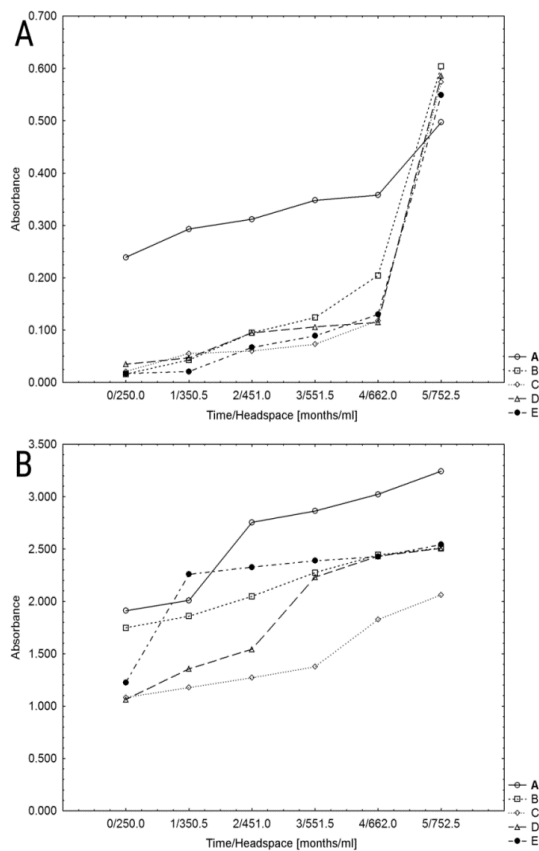 A
0.700
0.600
0.500
0.400
0.300
0.200
0.100
0.000
Absorbance
0/250.0 1/350.5 2/451.0 3/551.5 4/662.0 5/752.5
Time/Headspace [months/ml]
A
B
C
D
E
B
3.500
3.000
2.500
2.000
1.500
1.000
0.500
0.000
Absorbance
0/250.0 1/350.5 2/451.0 3/551.5 4/662.0 5/752.5
Time/Headspace [months/ml]
A
B
C
D
E